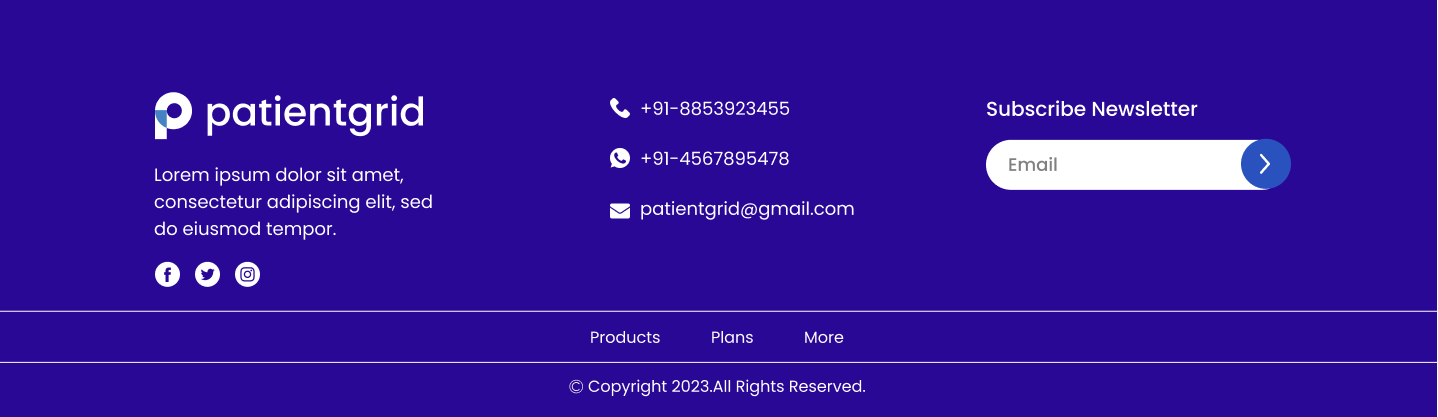 patientgrid
Lorem ipsum dolor sit amet,
consectetur adipiscing elit, sed
do eiusmod tempor.
+91-8853923455
+91-4567895478
patientgrid@gmail.com
Subscribe Newsletter
Email
Products Plans More
© Copyright 2023.All Rights Reserved.